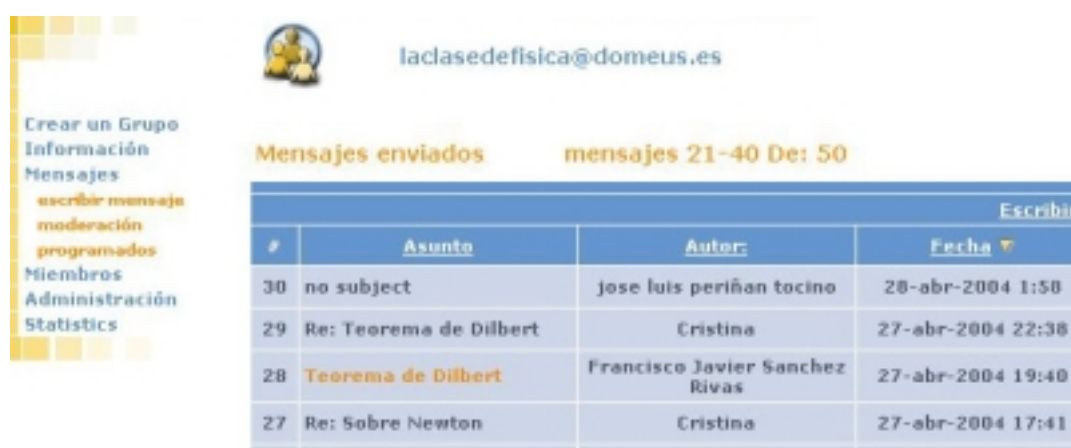 laclasedefisica@domeus.es
Crear un Grupo
Información
Mensajes
escribir mensaje
moderación
programados
Miembros
Administración
Statistics
Mensajes enviados mensajes 21-40 De: 50
Escribir
# Asunto Autor: Fecha
30 no subject jose luis periñan tocino 28-abr-2004 1:58
29 Re: Teorema de Dilbert Cristina 27-abr-2004 22:38
28 Teorema de Dilbert Francisco Javier Sanchez Rivas 27-abr-2004 19:40
27 Re: Sobre Newton Cristina 27-abr-2004 17:41